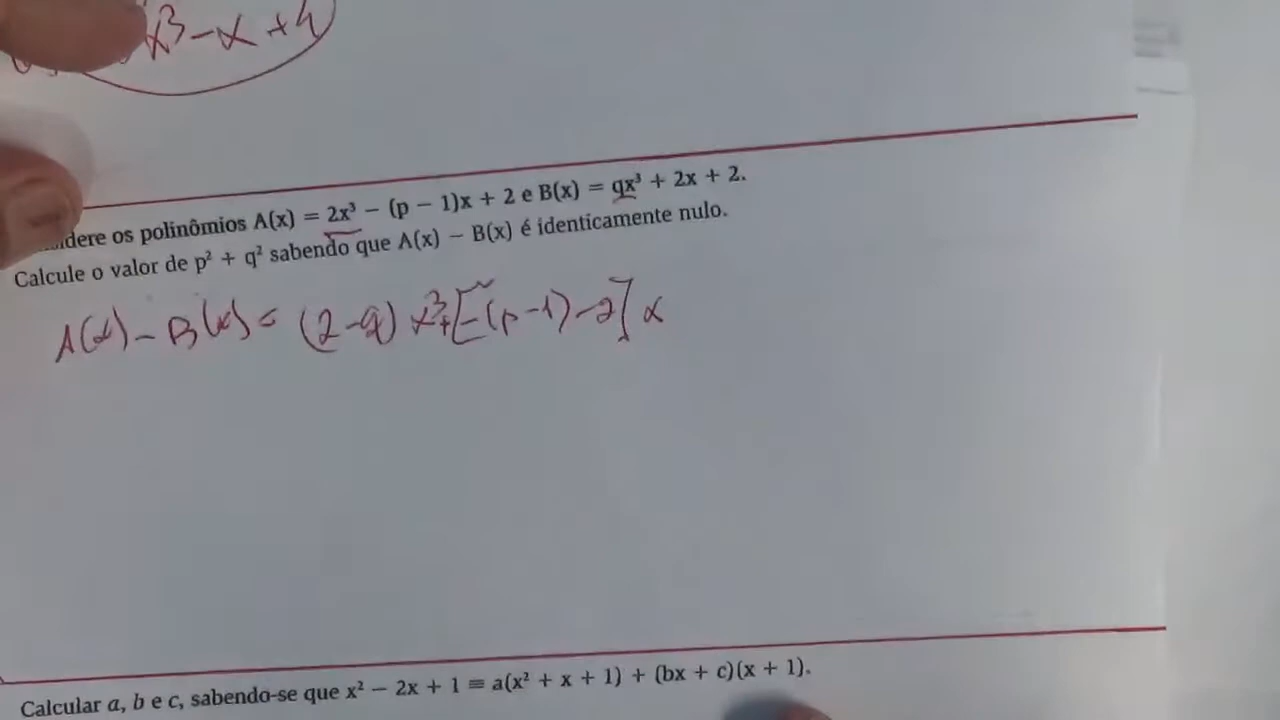 x³ - x + 4
os polinômios A(x) = 2x³ − (p − 1)x + 2 e B(x) = qx³ + 2x + 2.
Calcule o valor de p² + q² sabendo que A(x) − B(x) é identicamente nulo.
A(x) - B(x) = (2 - q) x³ + [-(p - 1) - 2] x
Calcular a, b e c, sabendo-se que x² − 2x + 1 ≡ a(x² + x + 1) + (bx + c)(x + 1).